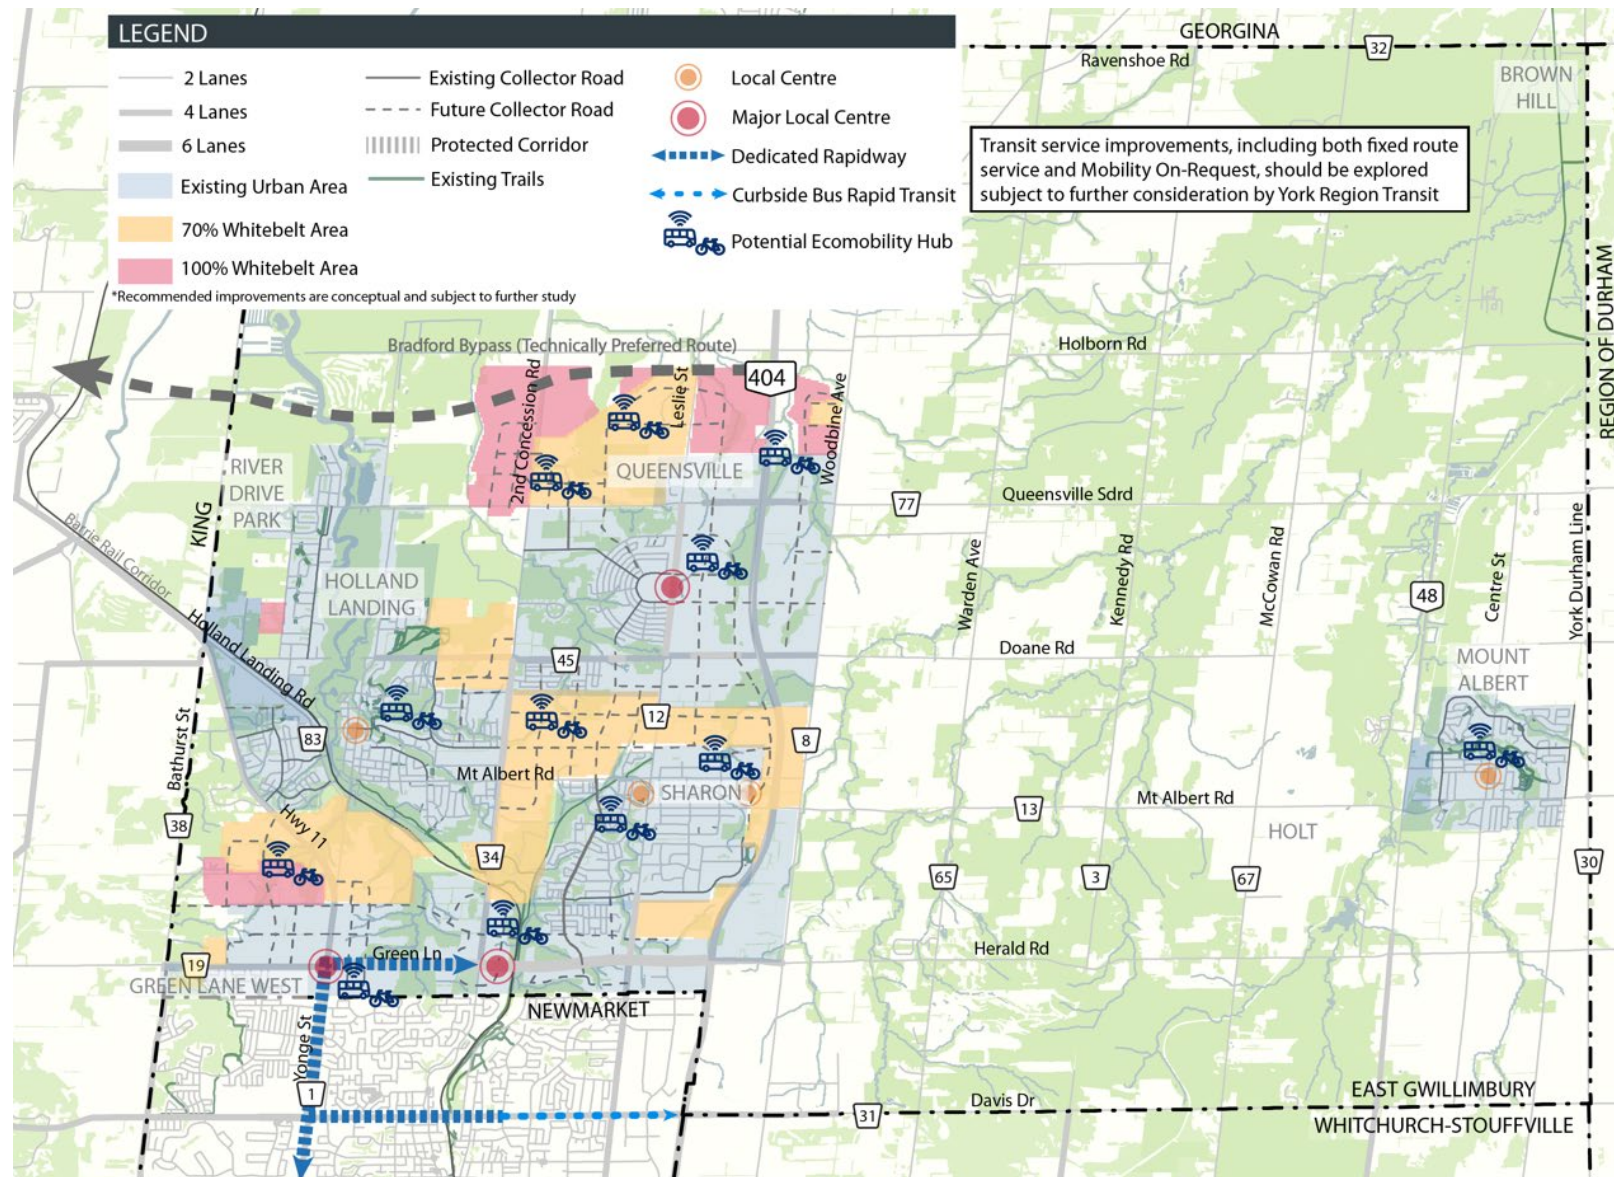 LEGEND
2 Lanes
4 Lanes
6 Lanes
Existing Urban Area
70% Whitebelt Area
100% Whitebelt Area
Existing Collector Road
Future Collector Road
Protected Corridor
Existing Trails
Local Centre
Major Local Centre
Dedicated Rapidway
Curbside Bus Rapid Transit
Potential Ecomobility Hub
*Recommended improvements are conceptual and subject to further study
Transit service improvements, including both fixed route
service and Mobility On-Request, should be explored
subject to further consideration by York Region Transit
GEORGINA
32
Ravenshoe Rd
BROWN
HILL
REGION OF DURHAM
Holborn Rd
Bradford Bypass (Technically Preferred Route)
404
2nd Concession Rd
Leslie St
Woodbine Ave
QUEENSVILLE
RIVER
DRIVE
PARK
KING
Barrie Rail Corridor
77
Queensville Sdrd
Warden Ave
Kennedy Rd
McCowan Rd
Centre St
York Durham Line
HOLLAND
LANDING
48
Holland Landing Rd
45
Doane Rd
MOUNT
ALBERT
12
8
83
Bathurst St
Mt Albert Rd
SHARON
13
Mt Albert Rd
HOLT
38
Hwy 11
34
65
3
67
30
Green Ln
Herald Rd
19
GREEN LANE WEST
NEWMARKET
Yonge St
1
31
Davis Dr
EAST GWILLIMBURY
WHITCHURCH-STOUFFVILLE